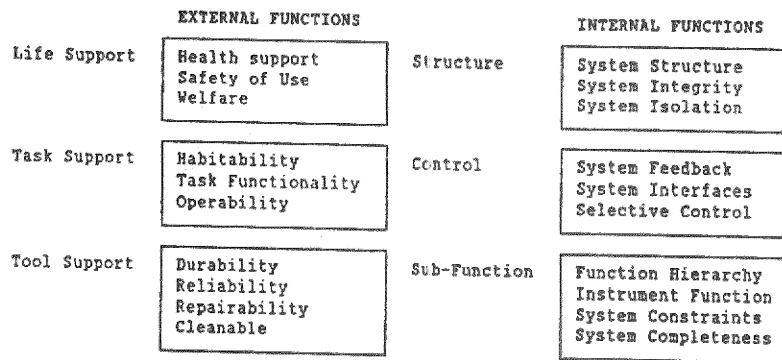 EXTERNAL FUNCTIONS
INTERNAL FUNCTIONS
Life Support
Health support
Safety of Use
Welfare
Structure
System Structure
System Integrity
System Isolation
Task Support
Habitability
Task Functionality
Operability
Control
System Feedback
System Interfaces
Selective Control
Tool Support
Durability
Reliability
Repairability
Cleanable
Sub-Function
Function Hierarchy
Instrument Function
System Constraints
System Completeness